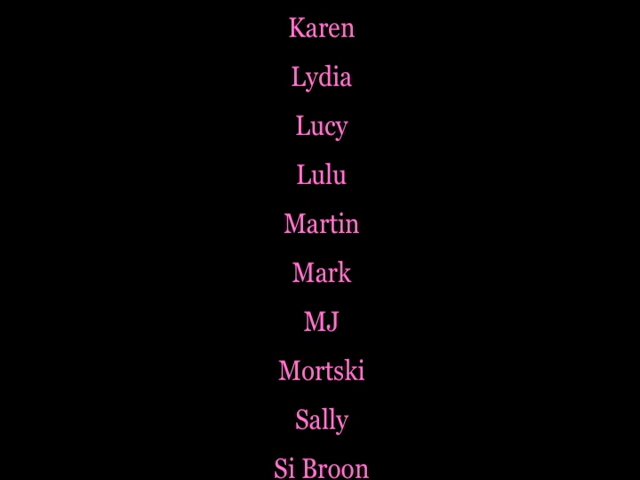 Karen
Lydia
Lucy
Lulu
Martin
Mark
MJ
Mortski
Sally
Si Broon